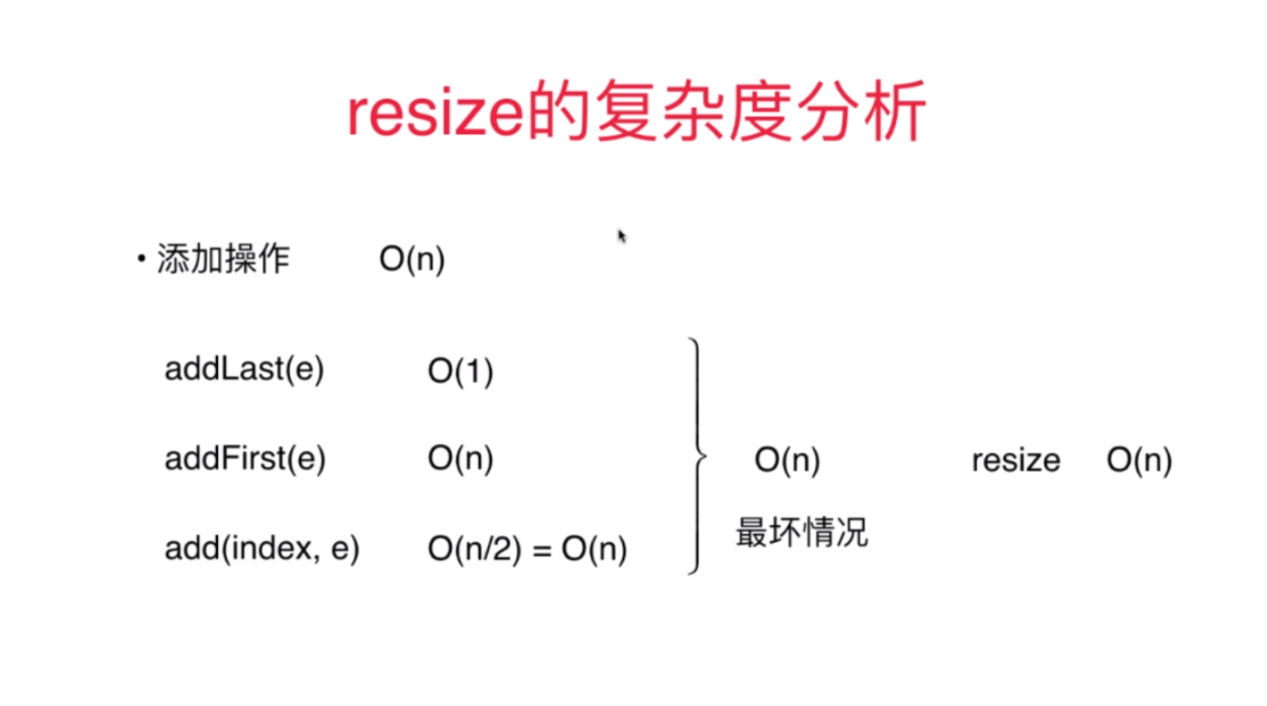 resize的复杂度分析
• 添加操作 O(n)
addLast(e) O(1)
addFirst(e) O(n)
O(n) resize O(n)
最坏情况
add(index, e) O(n/2) = O(n)